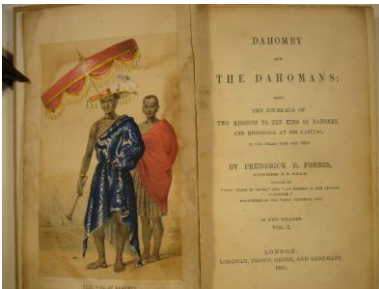 DAHOMEY
AND
THE DAHOMANS;
BEING
THE JOURNALS OF
TWO MISSIONS TO THE KING OF DAHOMEY,
AND RESIDENCE AT HIS CAPITAL,
IN THE YEARS 1849 AND 1850.
BY FREDERICK E. FORBES,
COMMANDER, R.N.
AUTHOR OF
IN TWO VOLUMES
VOL. I.
LONDON:
LONGMAN, BROWN, GREEN, AND LONGMANS,
1851.